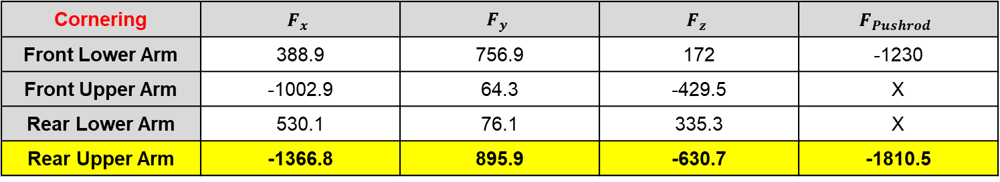 Cornering F_x F_y F_z F_Pushrod
Front Lower Arm 388.9 756.9 172 -1230
Front Upper Arm -1002.9 64.3 -429.5 X
Rear Lower Arm 530.1 76.1 335.3 X
Rear Upper Arm -1366.8 895.9 -630.7 -1810.5